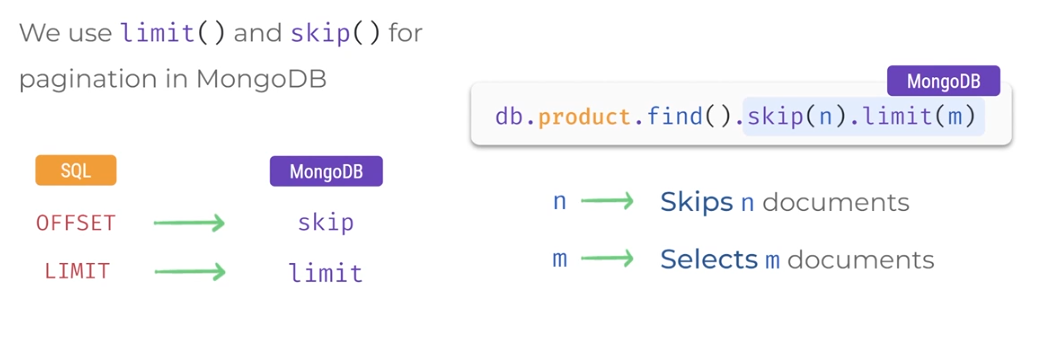 We use limit() and skip() for
pagination in MongoDB
MongoDB
db.product.find().skip(n).limit(m)
SQL
MongoDB
OFFSET
skip
LIMIT
limit
n
Skips n documents
m
Selects m documents